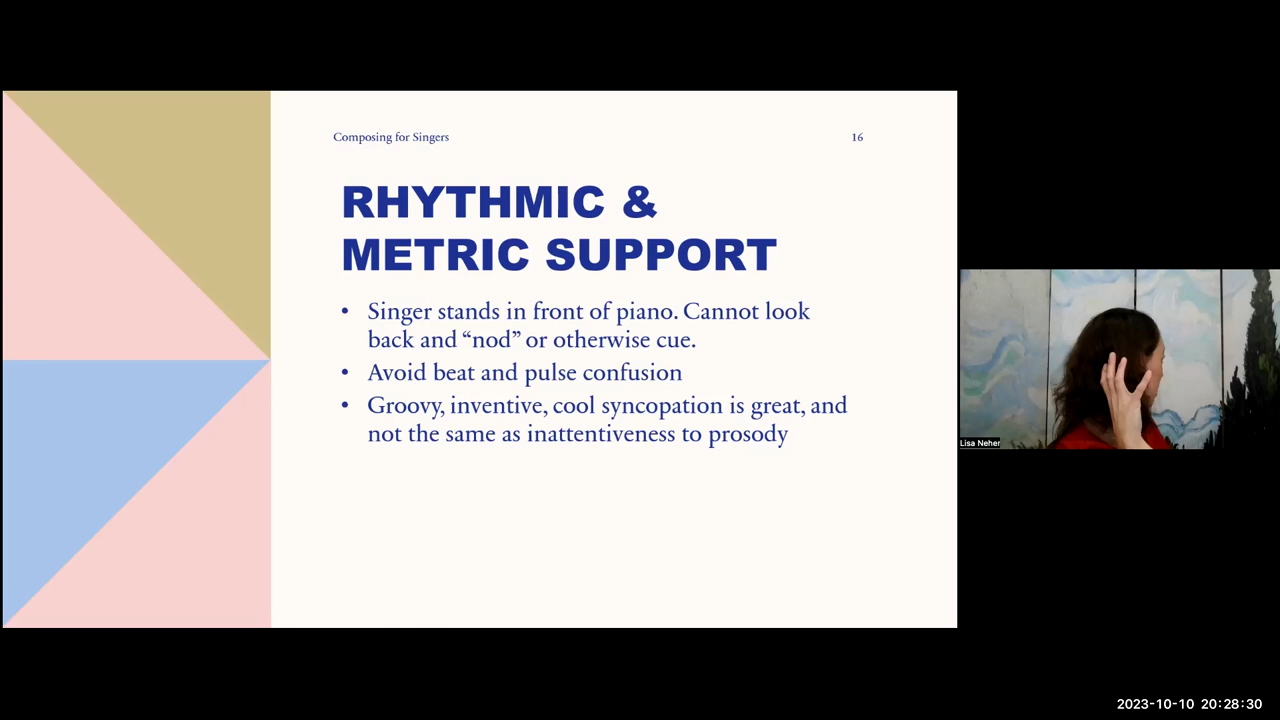 Composing for Singers
16
RHYTHMIC &
METRIC SUPPORT
• Singer stands in front of piano. Cannot look
back and “nod” or otherwise cue.
• Avoid beat and pulse confusion
• Groovy, inventive, cool syncopation is great, and
not the same as inattentiveness to prosody
Lisa Neher
2023-10-10 20:28:30